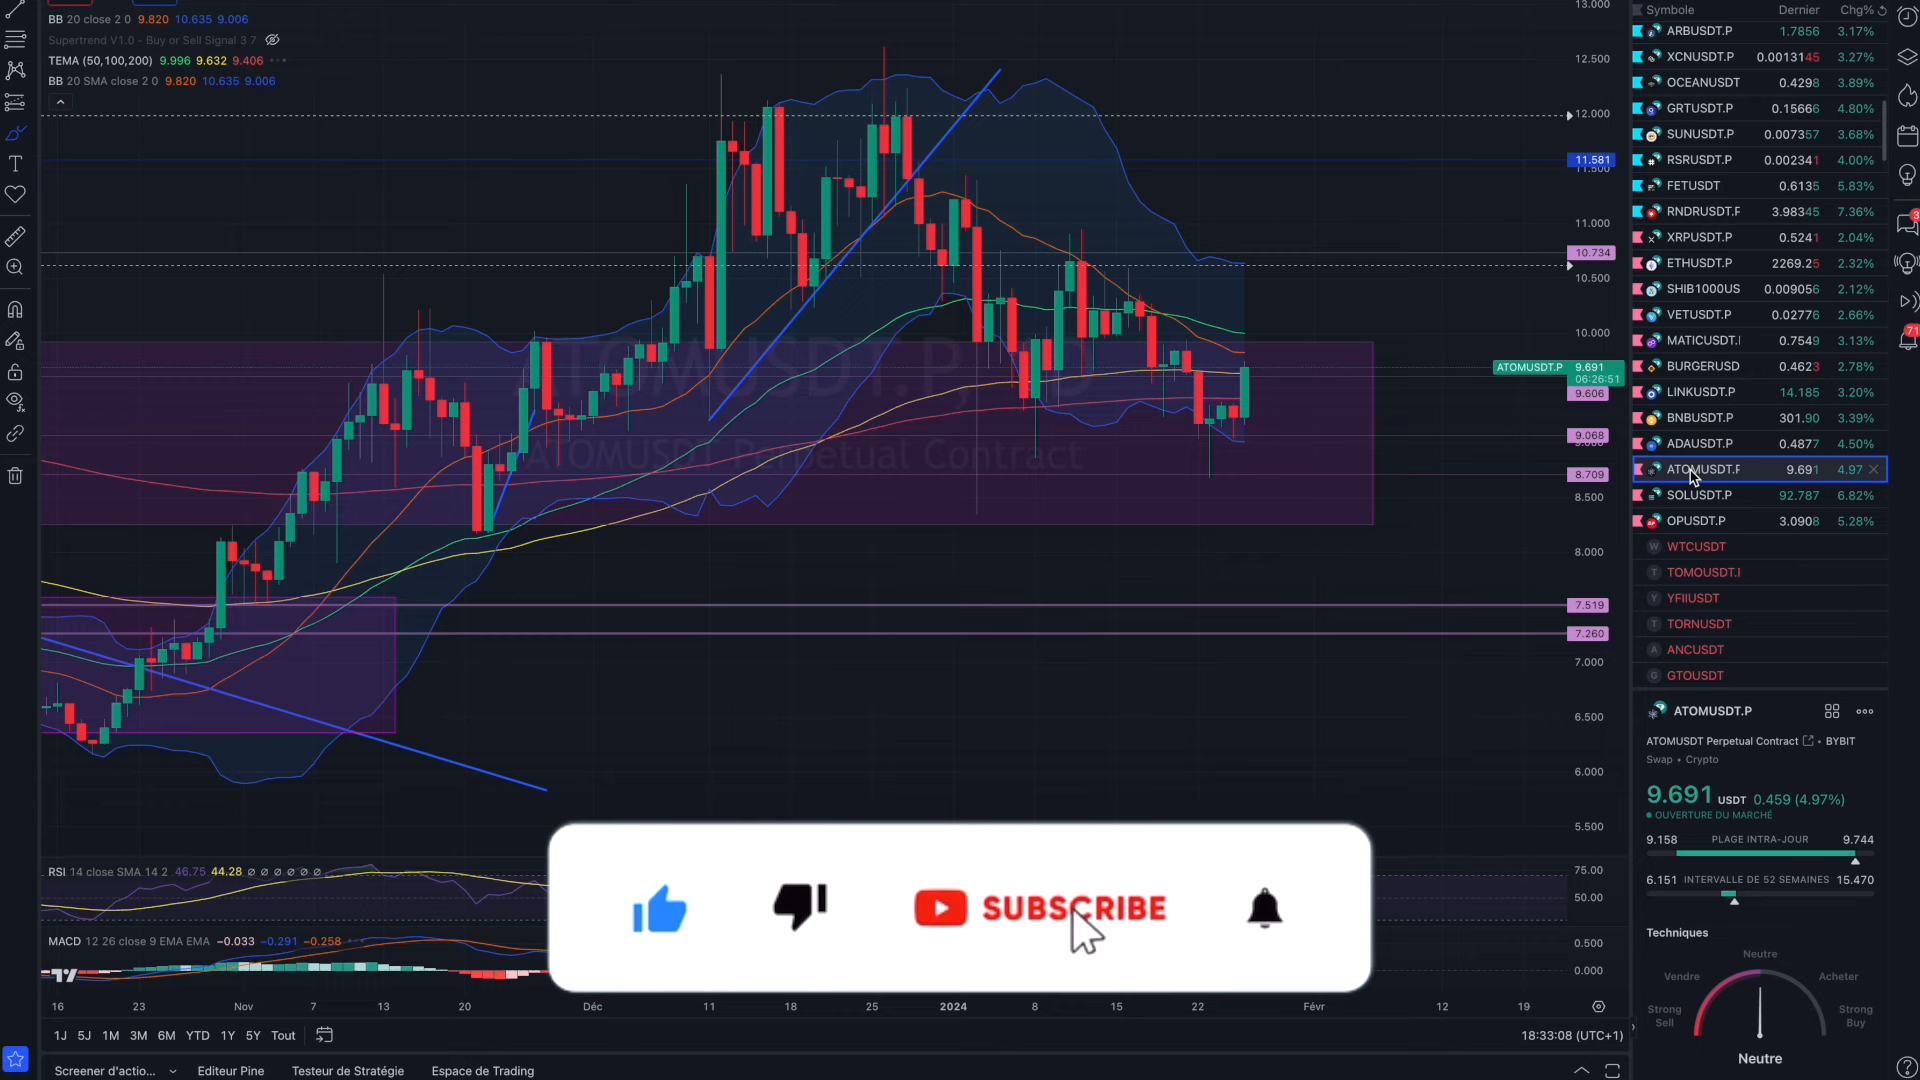 BB 20 close 2 0 9.820 10.635 9.006
Supertrend V1.0 - Buy or Sell Signal 3 7
TEMA (50,100,200) 9.996 9.632 9.406
BB 20 SMA close 2 0 9.820 10.635 9.006
ATOMUSDT.P, 
ATOMUSDT Perpetual Contract
13.000
12.500
12.000
11.581
11.500
11.000
10.734
10.500
10.000
ATOMUSDT.P 9.691
06:26:51
9.606
9.068
8.709
8.500
8.000
7.519
7.260
7.000
6.500
6.000
5.500
RSI 14 close SMA 14 2 46.75 44.28 ∅ ∅ ∅ ∅ ∅ ∅
75.00
50.00
MACD 12 26 close 9 EMA EMA −0.033 −0.291 −0.258
0.500
0.000
SUBSCRIBE
16 23 Nov 7 13 20 Déc 11 18 25 2024 8 15 22 Févr 12 19
1J 5J 1M 3M 6M YTD 1Y 5Y Tout
18:33:08 (UTC+1)
Screener d'actio... Editeur Pine Testeur de Stratégie Espace de Trading
Symbole Dernier Chg%
ARBUSDT.P 1.7856 3.17%
XCNUSDT.P 0.0013145 3.27%
OCEANUSDT 0.4298 3.89%
GRTUSDT.P 0.15666 4.80%
SUNUSDT.P 0.007357 3.68%
RSRUSDT.P 0.002341 4.00%
FETUSDT 0.6135 5.83%
RNDRUSDT.P 3.98345 7.36%
XRPUSDT.P 0.5241 2.04%
ETHUSDT.P 2269.25 2.32%
SHIB1000US 0.009056 2.12%
VETUSDT.P 0.02776 2.66%
MATICUSDT.I 0.7549 3.13%
BURGERUSD 0.4623 2.78%
LINKUSDT.P 14.185 3.20%
BNBUSDT.P 301.90 3.39%
ADAUSDT.P 0.4877 4.50%
ATOMUSDT.P 9.691 4.97
SOLUSDT.P 92.787 6.82%
OPUSDT.P 3.0908 5.28%
W WTCUSDT
T TOMOUSDT.I
Y YFIIUSDT
T TORNUSDT
A ANCUSDT
G GTOUSDT
ATOMUSDT.P
ATOMUSDT Perpetual Contract • BYBIT
Swap • Crypto
9.691 USDT 0.459 (4.97%)
OUVERTURE DU MARCHÉ
9.158 PLAGE INTRA-JOUR 9.744
6.151 INTERVALLE DE 52 SEMAINES 15.470
Techniques
Neutre
Vendre Acheter
Strong Sell
Strong Buy
Neutre
3
71